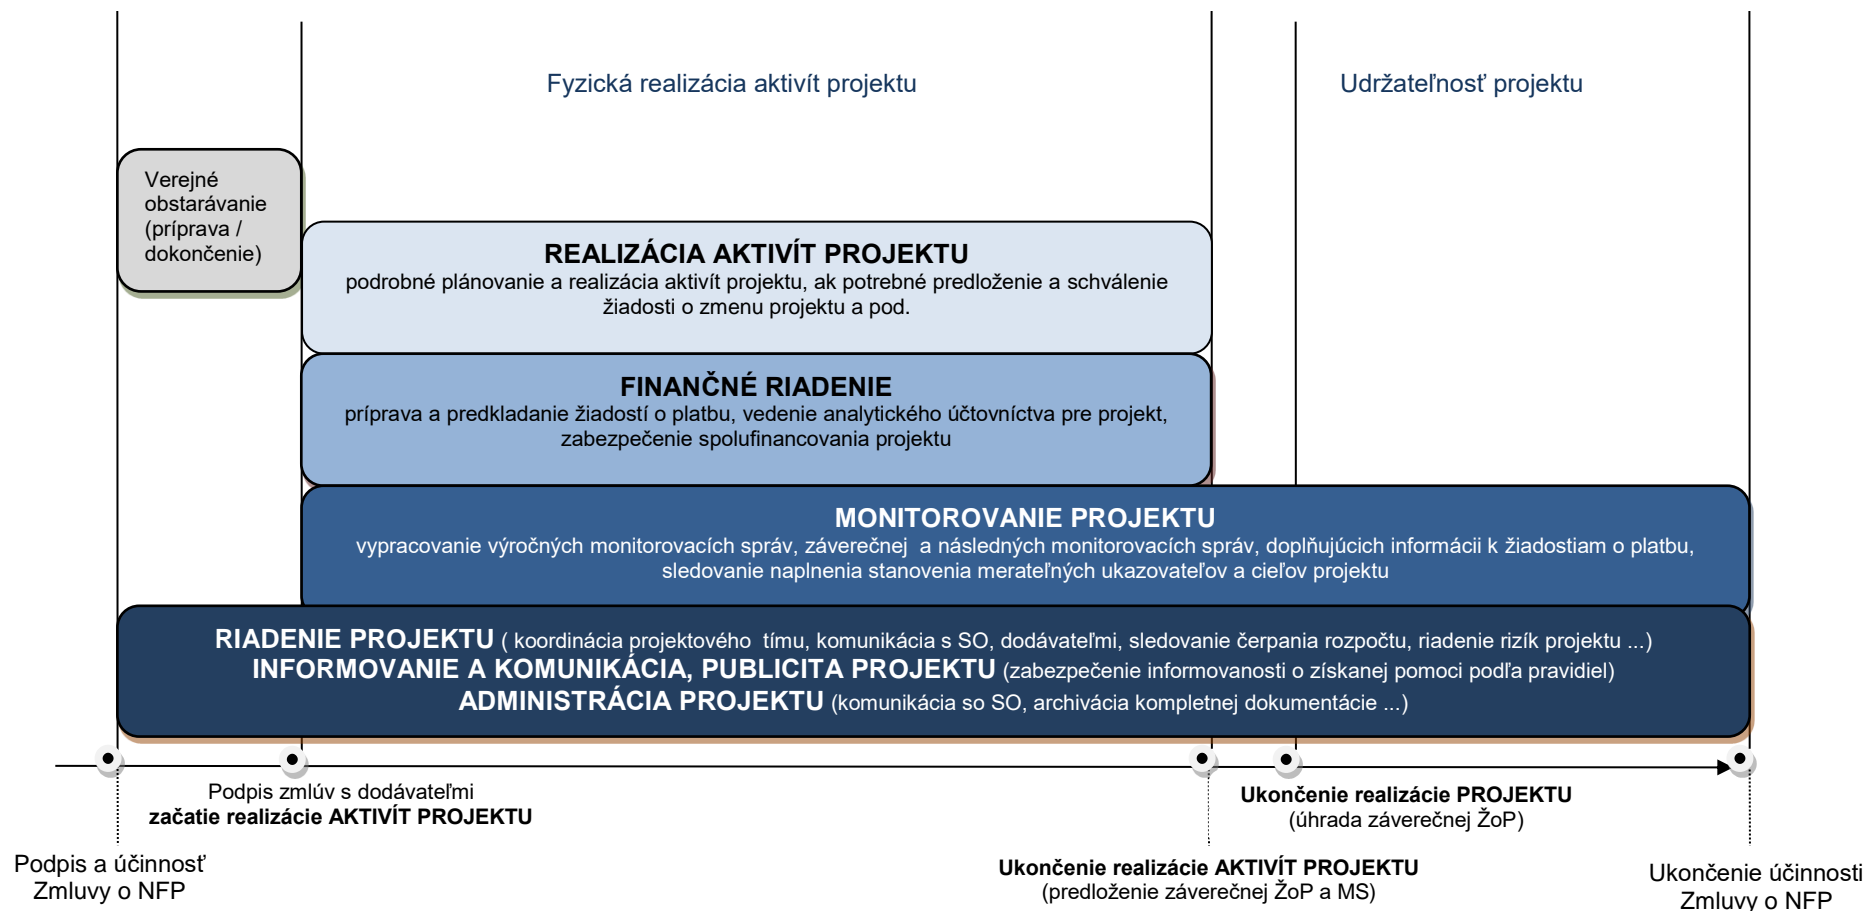 Fyzická realizácia aktivít projektu
Udržateľnosť projektu
Verejné
obstarávanie
(príprava /
dokončenie)
REALIZÁCIA AKTIVÍT PROJEKTU
podrobné plánovanie a realizácia aktivít projektu, ak potrebné predloženie a schválenie
žiadosti o zmenu projektu a pod.
FINANČNÉ RIADENIE
príprava a predkladanie žiadostí o platbu, vedenie analytického účtovníctva pre projekt,
zabezpečenie spolufinancovania projektu
MONITOROVANIE PROJEKTU
vypracovanie výročných monitorovacích správ, záverečnej  a následných monitorovacích správ, doplňujúcich informácii k žiadostiam o platbu,
sledovanie naplnenia stanovenia merateľných ukazovateľov a cieľov projektu
RIADENIE PROJEKTU ( koordinácia projektového  tímu, komunikácia s SO, dodávateľmi, sledovanie čerpania rozpočtu, riadenie rizík projektu ...)
INFORMOVANIE A KOMUNIKÁCIA, PUBLICITA PROJEKTU (zabezpečenie informovanosti o získanej pomoci podľa pravidiel)
ADMINISTRÁCIA PROJEKTU (komunikácia so SO, archivácia kompletnej dokumentácie ...)
Podpis zmlúv s dodávateľmi
začatie realizácie AKTIVÍT PROJEKTU
Ukončenie realizácie PROJEKTU
(úhrada záverečnej ŽoP)
Podpis a účinnosť
Zmluvy o NFP
Ukončenie realizácie AKTIVÍT PROJEKTU
(predloženie záverečnej ŽoP a MS)
Ukončenie účinnosti
Zmluvy o NFP